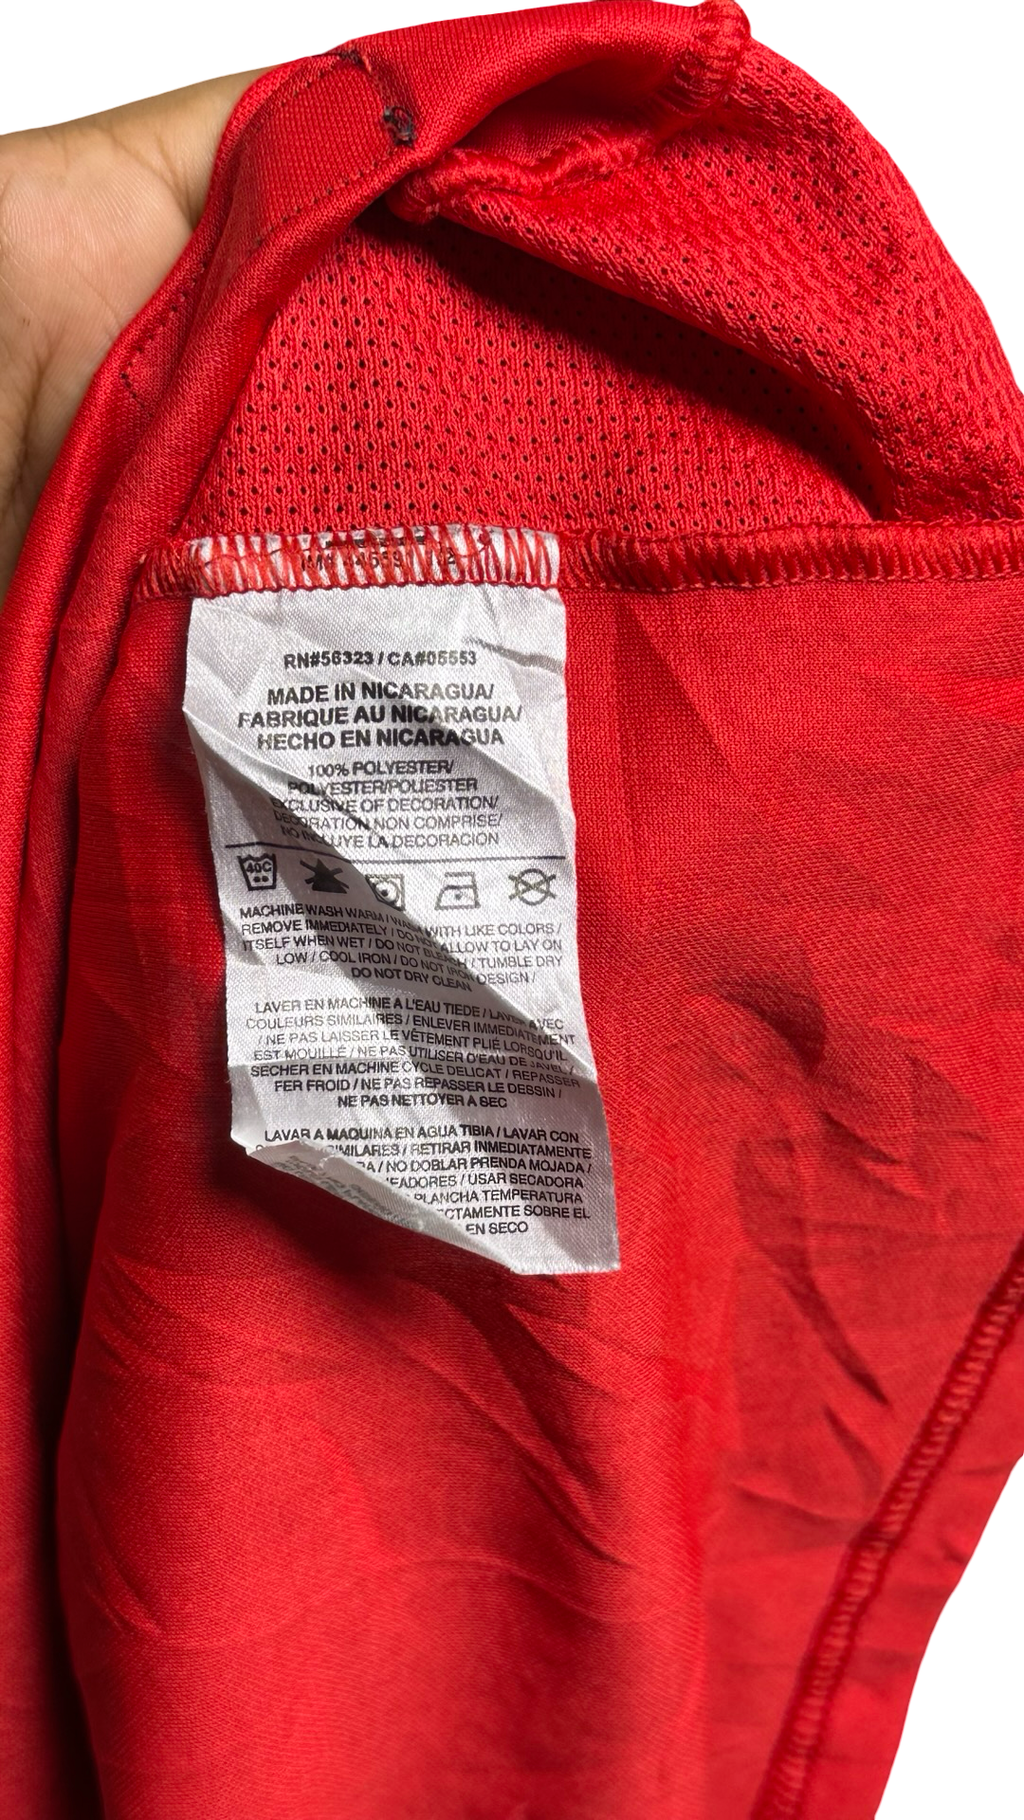 RN#56323 / CA#05553
MADE IN NICARAGUA/
FABRIQUE AU NICARAGUA/
HECHO EN NICARAGUA
100% POLYESTER/
POLYESTER/POLIESTER
EXCLUSIVE OF DECORATION/
DECORATION NON COMPRISE/
NO INCLUYE LA DECORACION
40C
MACHINE WASH WARM / WASH WITH LIKE COLORS /
REMOVE IMMEDIATELY / DO NOT ALLOW TO LAY ON
ITSELF WHEN WET / DO NOT BLEACH / TUMBLE DRY
LOW / COOL IRON / DO NOT IRON DESIGN /
DO NOT DRY CLEAN
LAVER EN MACHINE A L'EAU TIEDE / LAVER AVEC
COULEURS SIMILAIRES / ENLEVER IMMEDIATEMENT
/ NE PAS LAISSER LE VÊTEMENT PLIÉ LORSQU'IL
EST MOUILLÉ / NE PAS UTILISER D'EAU DE JAVEL /
SECHER EN MACHINE CYCLE DELICAT / REPASSER
FER FROID / NE PAS REPASSER LE DESSIN /
NE PAS NETTOYER A SEC
LAVAR A MAQUINA EN AGUA TIBIA / LAVAR CON
SIMILARES / RETIRAR INMEDIATAMENTE
/ NO DOBLAR PRENDA MOJADA /
/ USAR SECADORA
PLANCHA TEMPERATURA
SOBRE EL
EN SECO